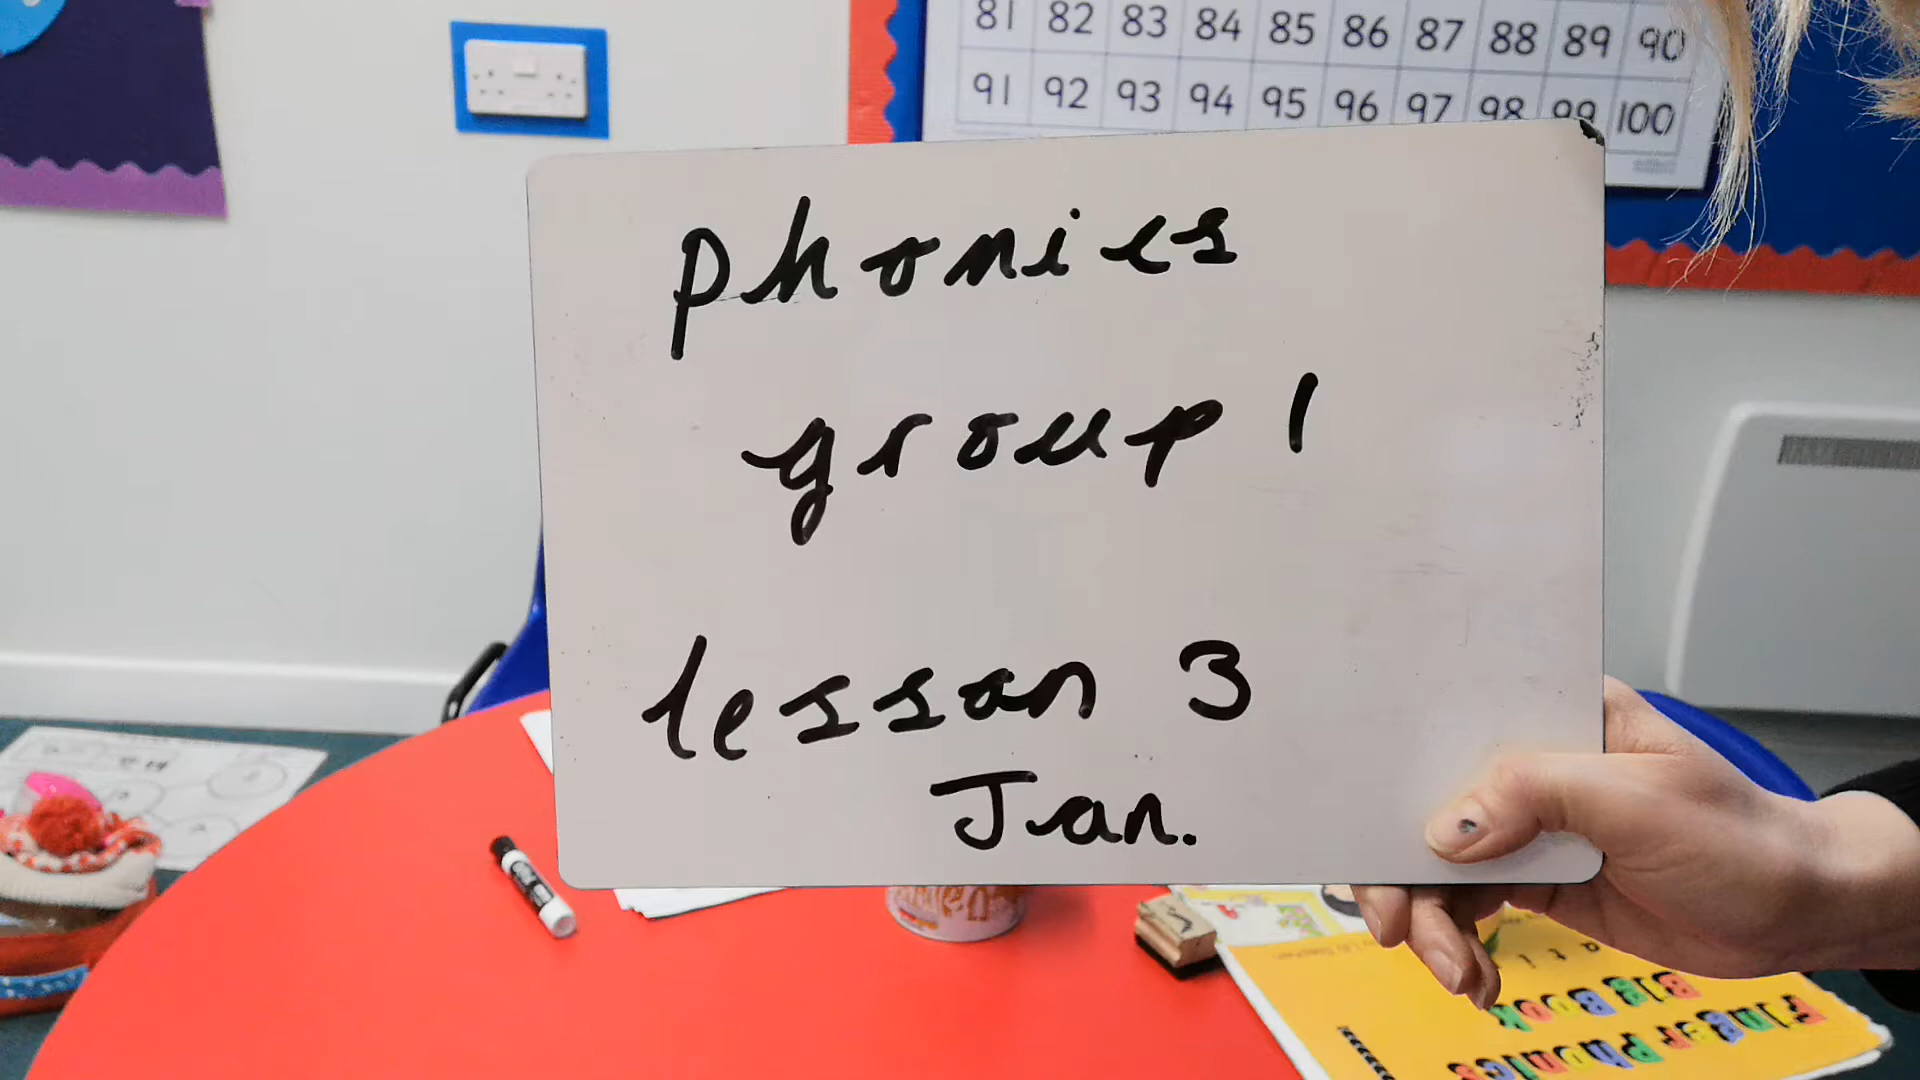 81 82 83 84 85 86 87 88 89 90
91 92 93 94 95 96 97 98 99 100
phonics
group 1
lesson 3
Jan.
Finger Phonics
Big Book